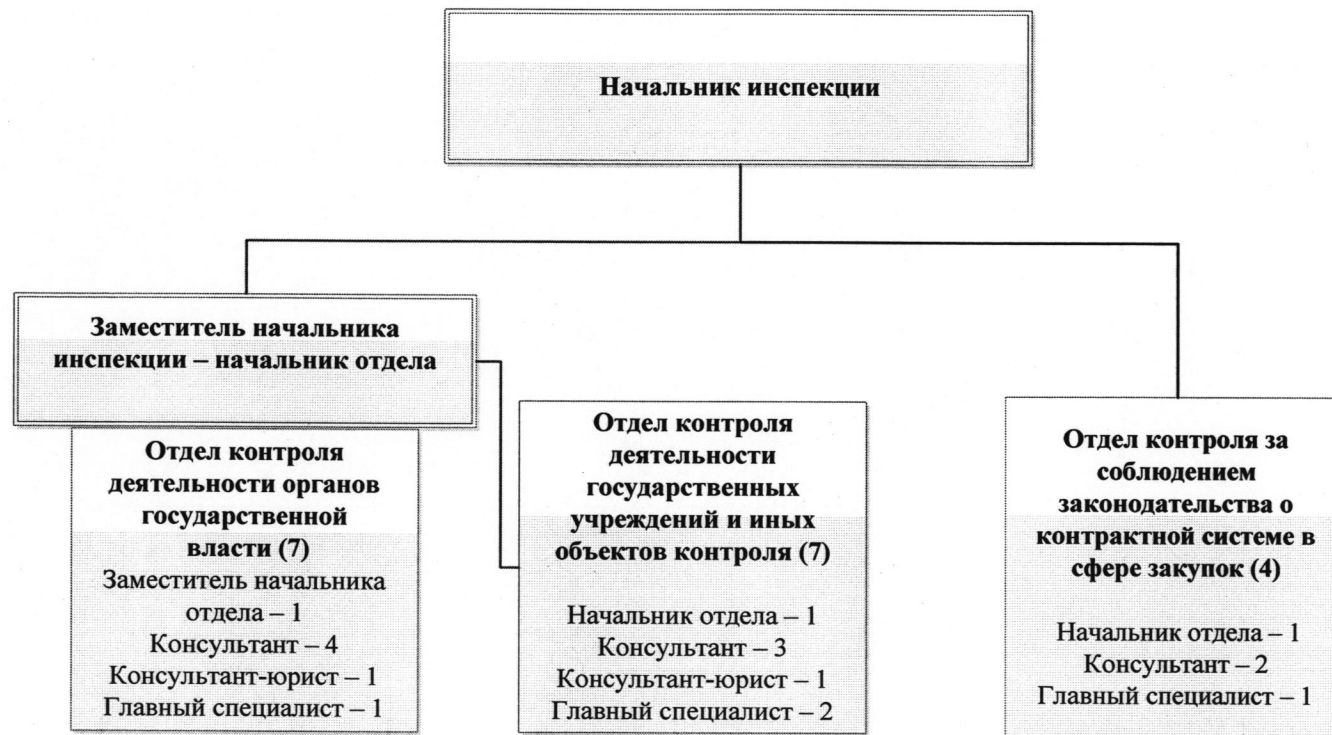 Начальник инспекции
Заместитель начальника
инспекции – начальник отдела
Отдел контроля
деятельности органов
государственной
власти (7)
Заместитель начальника
отдела – 1
Консультант – 4
Консультант-юрист – 1
Главный специалист – 1
Отдел контроля
деятельности
государственных
учреждений и иных
объектов контроля (7)
Начальник отдела – 1
Консультант – 3
Консультант-юрист – 1
Главный специалист – 2
Отдел контроля за
соблюдением
законодательства о
контрактной системе в
сфере закупок (4)
Начальник отдела – 1
Консультант – 2
Главный специалист – 1